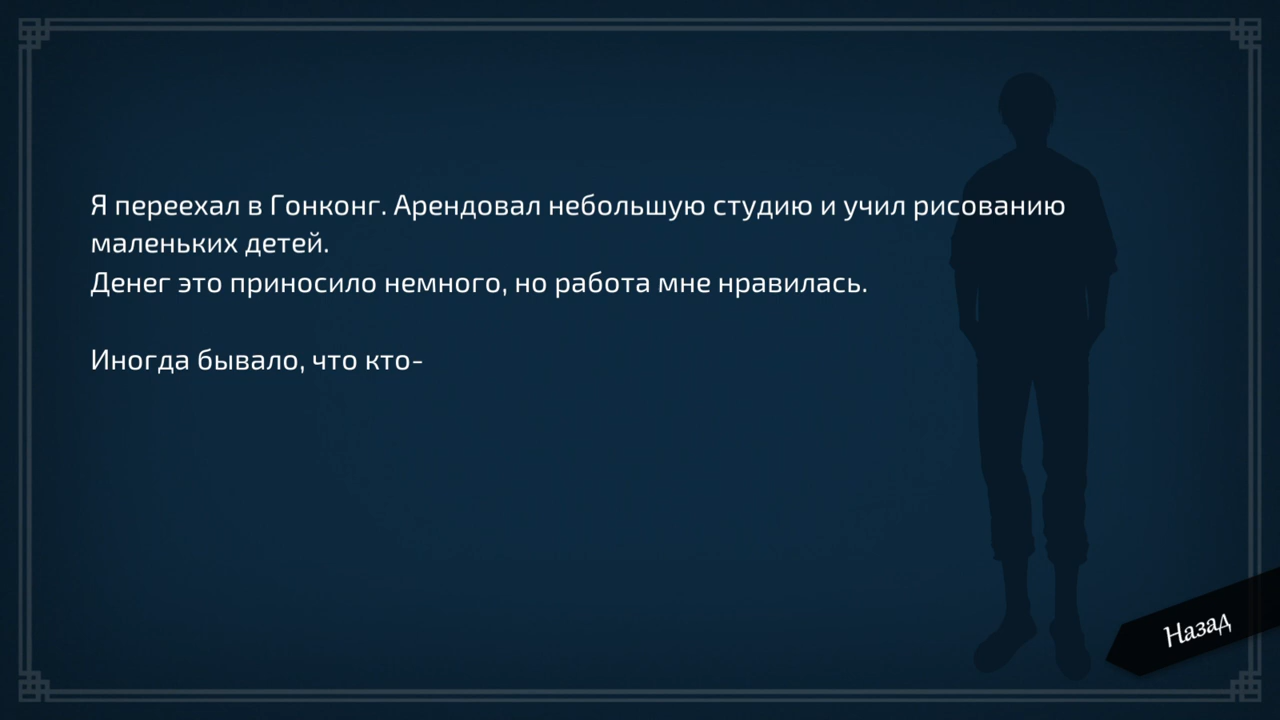 Я переехал в Гонконг. Арендовал небольшую студию и учил рисованию
маленьких детей.
Денег это приносило немного, но работа мне нравилась.
Иногда бывало, что кто-
Назад